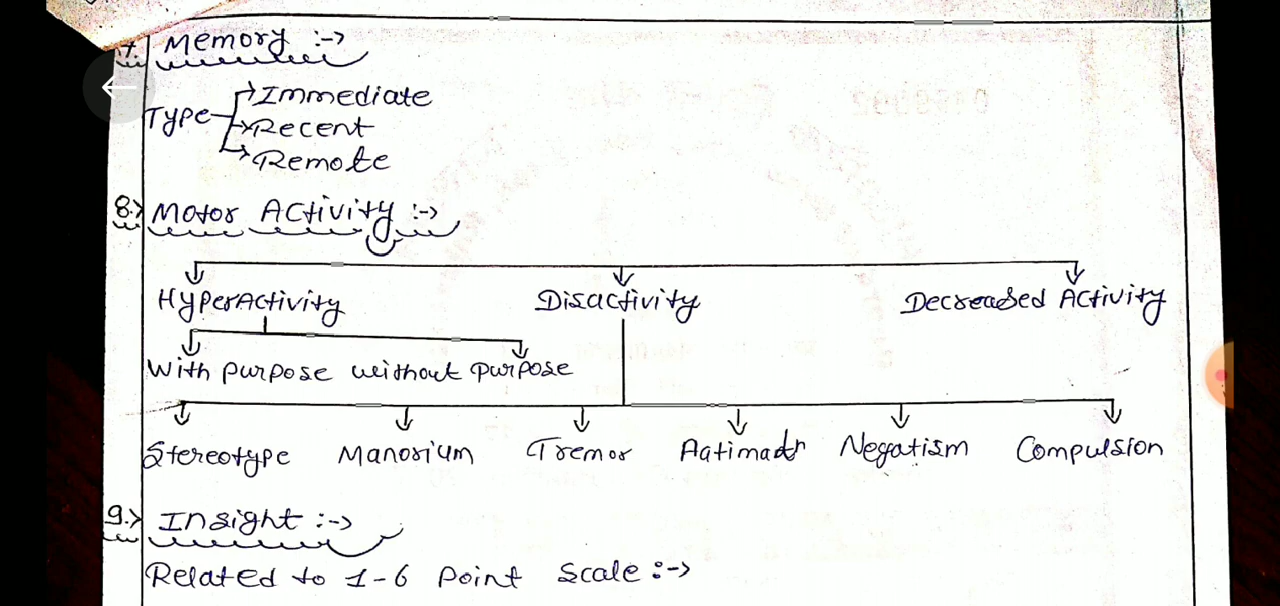 7. Memory :->
Type → Immediate
→ Recent
→ Remote
8.> Motor Activity :->
HyperActivity Disactivity Decreased Activity
With purpose without purpose
Stereotype Manorium Tremor Negatism Compulsion
9.> Insight :->
Related to 1-6 Point Scale :->